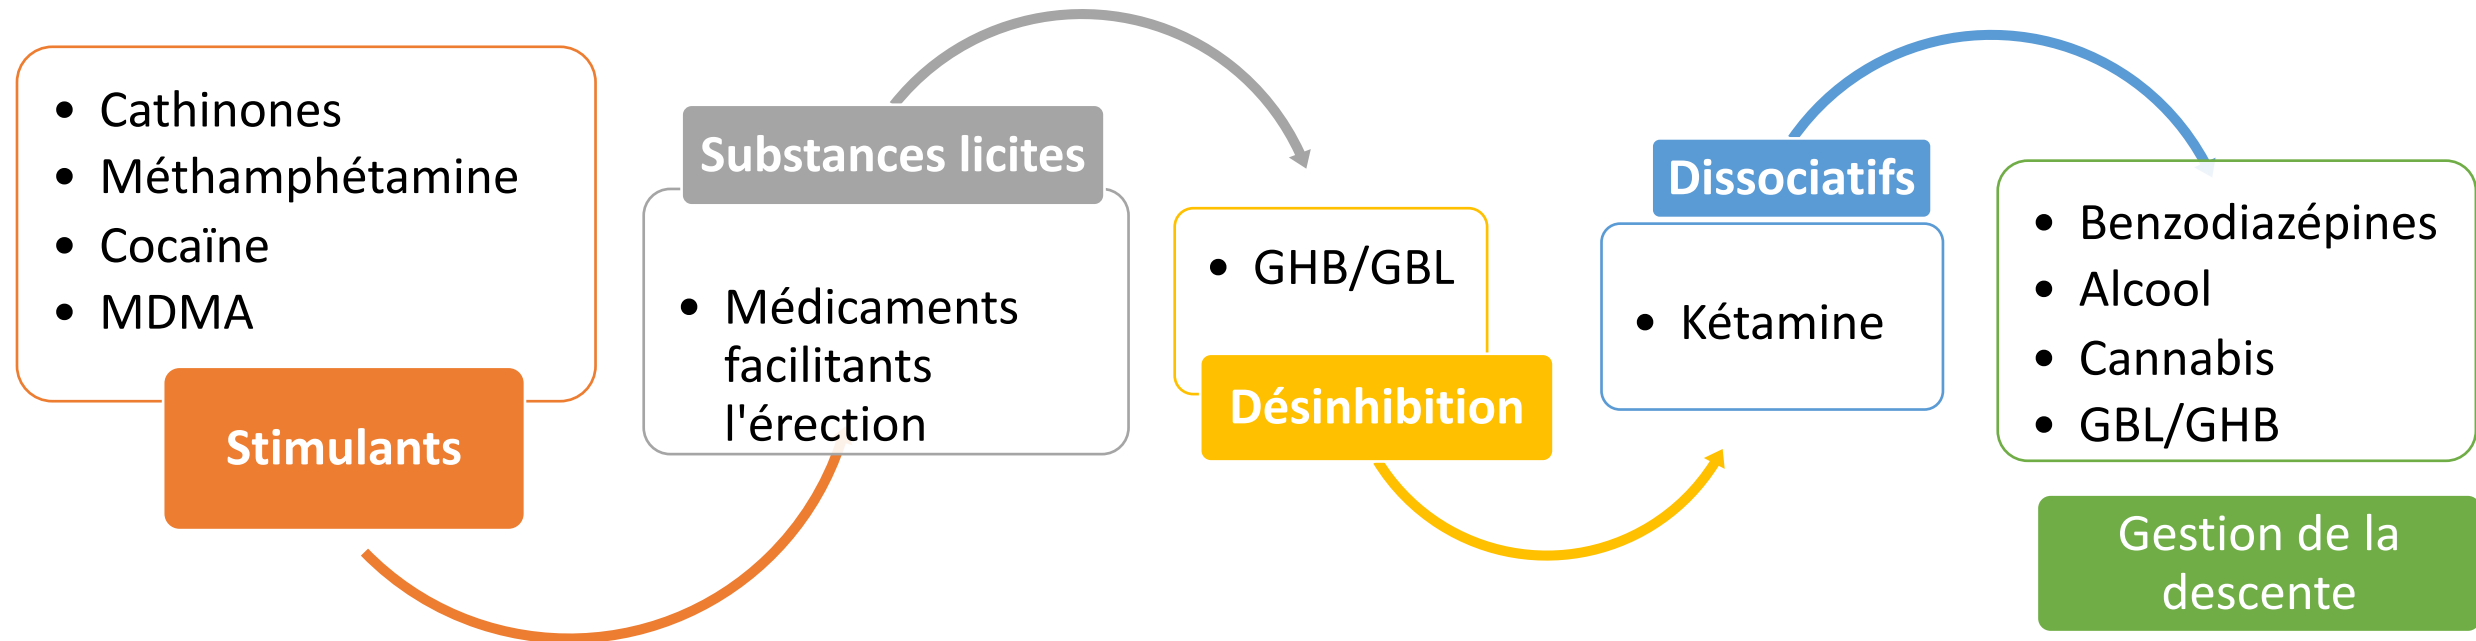 • Cathinones
• Méthamphétamine
• Cocaïne
• MDMA
Stimulants
Substances licites
• Médicaments
facilitants
l'érection
• GHB/GBL
Désinhibition
Dissociatifs
• Kétamine
• Benzodiazépines
• Alcool
• Cannabis
• GBL/GHB
Gestion de la
descente